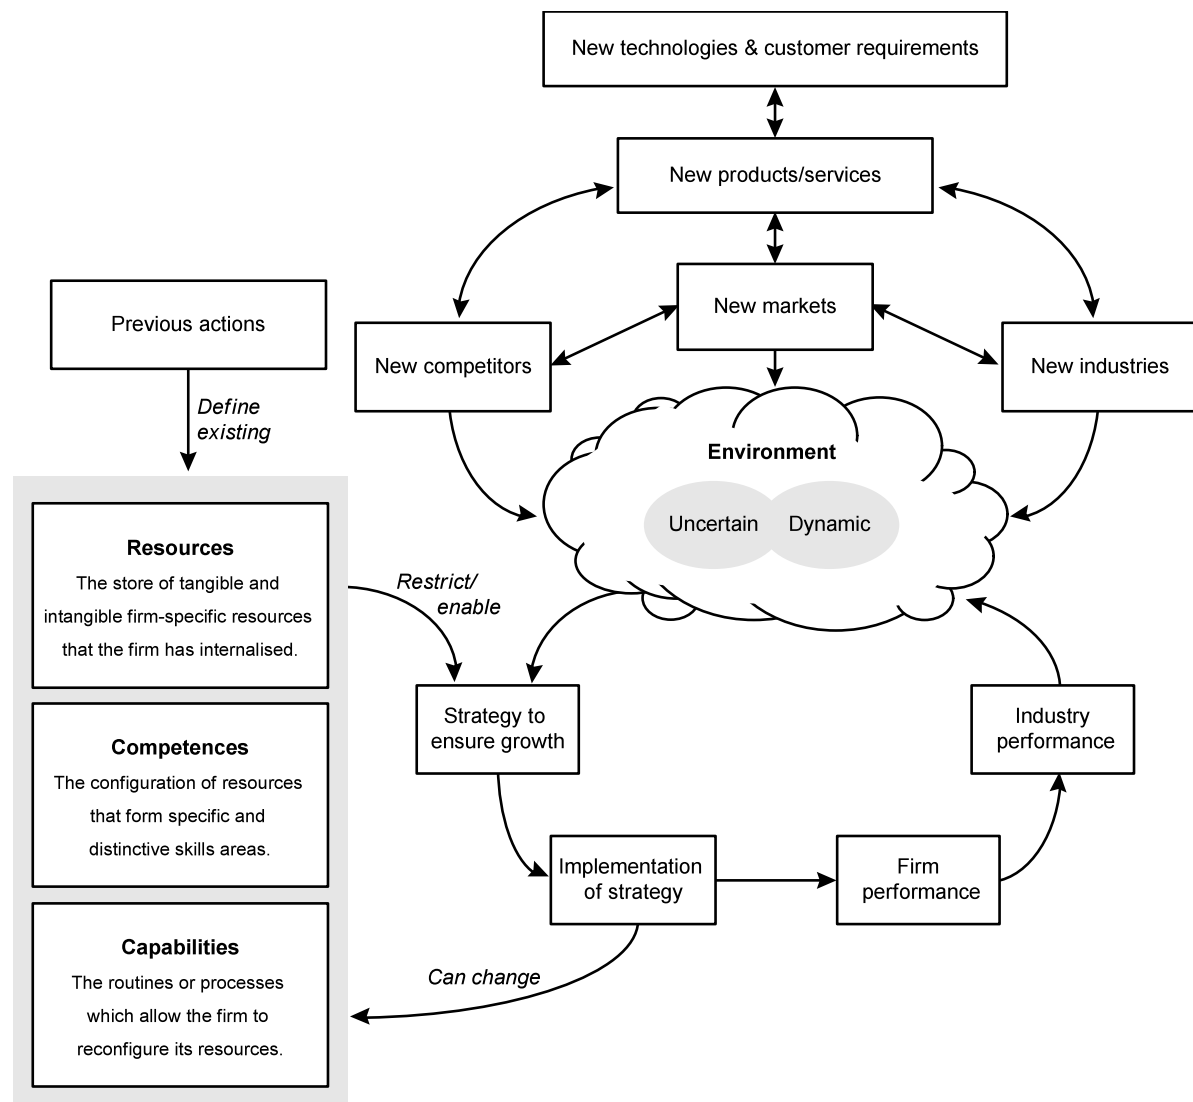 New technologies & customer requirements
New products/services
New markets
Previous actions
New competitors
New industries
Define
existing
Environment
Uncertain
Dynamic
Resources
The store of tangible and
intangible firm-specific resources
that the firm has internalised.
Restrict/
enable
Strategy to
ensure growth
Industry
performance
Competences
The configuration of resources
that form specific and
distinctive skills areas.
Implementation
of strategy
Firm
performance
Capabilities
The routines or processes
which allow the firm to
reconfigure its resources.
Can change